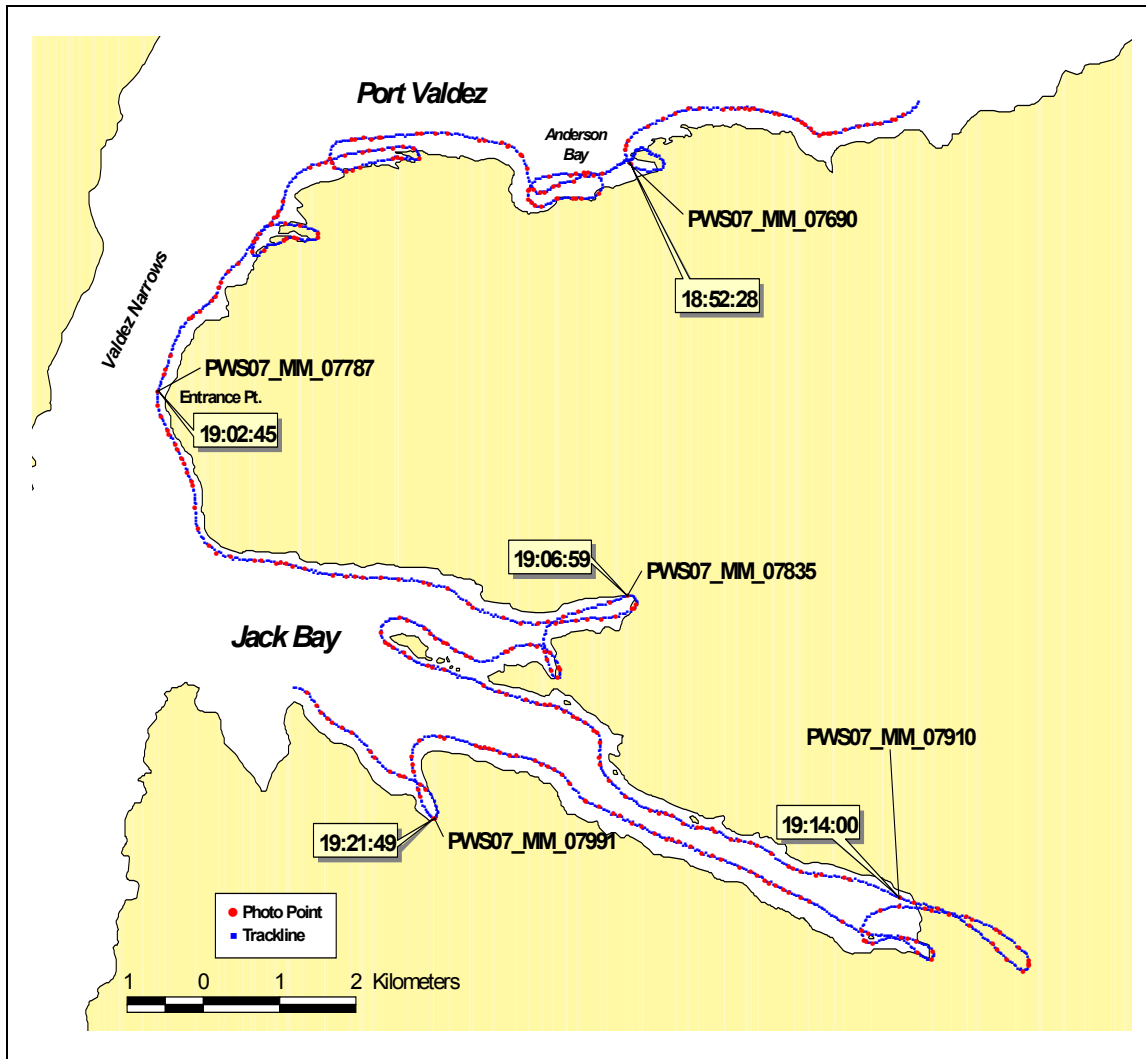 Port Valdez
Anderson
Bay
PWS07_MM_07690
18:52:28
Valdez Narrows
PWS07_MM_07787
Entrance Pt.
19:02:45
19:06:59
PWS07_MM_07835
Jack Bay
PWS07_MM_07910
19:14:00
19:21:49
PWS07_MM_07991
Photo Point
Trackline
1 0 1 2 Kilometers